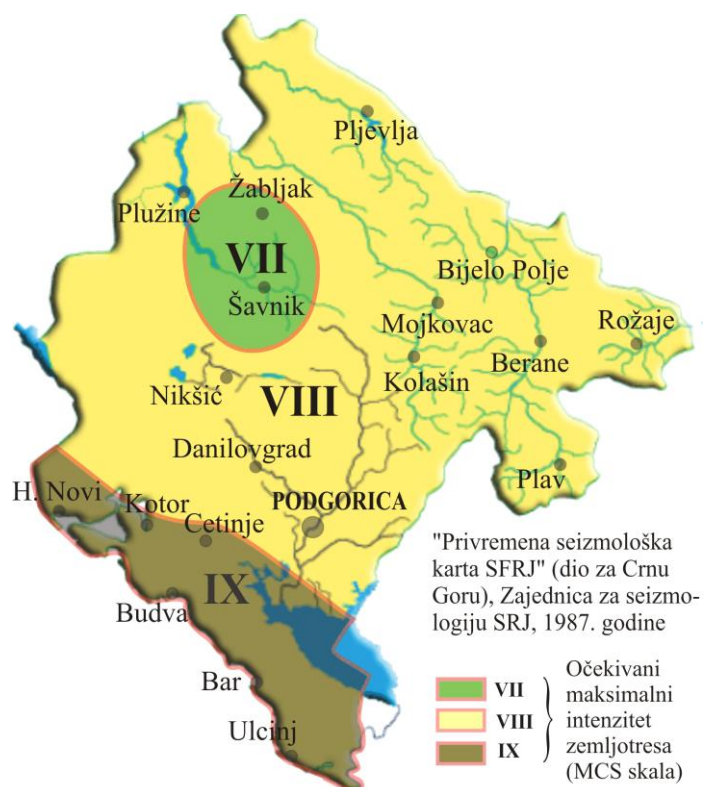 Pljevlja
Žabljak
Plužine
VII
Bijelo Polje
Šavnik
Mojkovac
Rožaje
Berane
Kolašin
Nikšić
VIII
Danilovgrad
Plav
H. Novi
Kotor
PODGORICA
Cetinje
IX
Budva
Bar
Ulcinj
"Privremena seizmološka
karta SFRJ" (dio za Crnu
Goru), Zajednica za seizmo-
logiju SRJ, 1987. godine
VII
VIII
IX
Očekivani
maksimalni
intenzitet
zemljotresa
(MCS skala)